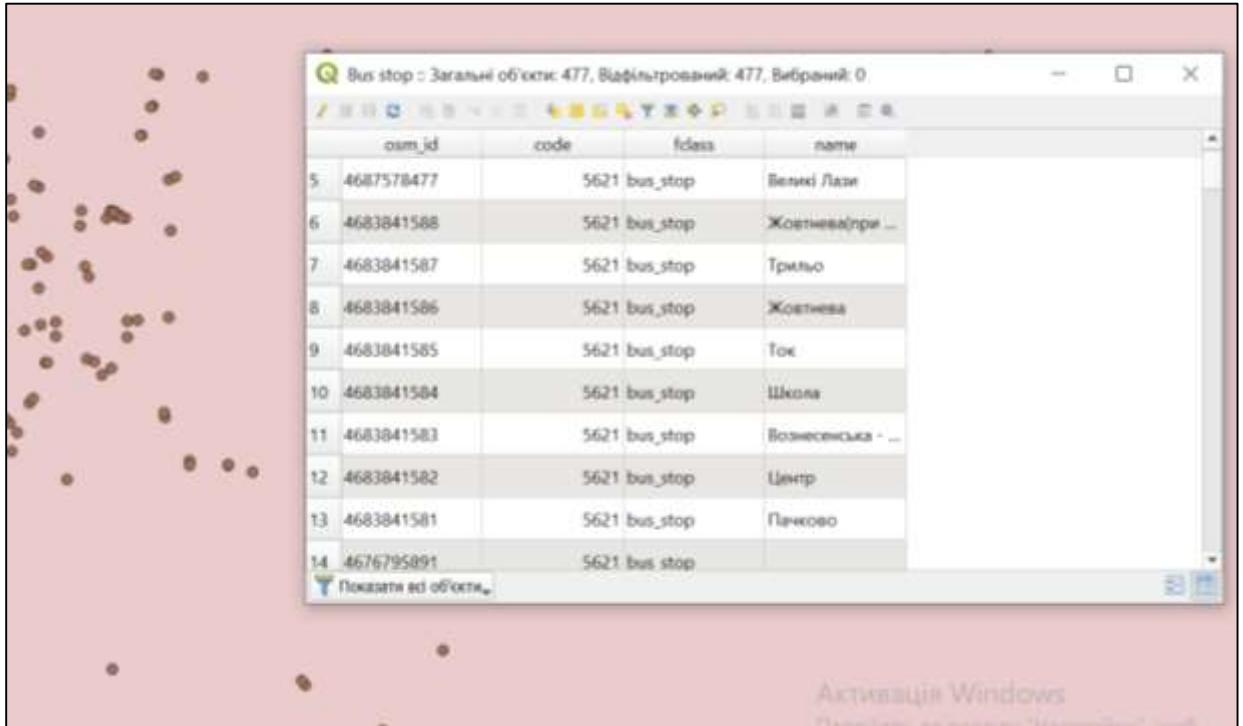 Bus stop :: Загальні об'єкти: 477, Відфільтрований: 477, Вибраний: 0
osm_id code fclass name
5 4687578477 5621 bus_stop Великі Лази
6 4683841588 5621 bus_stop Жовтнева(при ...
7 4683841587 5621 bus_stop Трильо
8 4683841586 5621 bus_stop Жовтнева
9 4683841585 5621 bus_stop Ток
10 4683841584 5621 bus_stop Школа
11 4683841583 5621 bus_stop Вознесенська - ...
12 4683841582 5621 bus_stop Центр
13 4683841581 5621 bus_stop Пачково
14 4676795891 5621 bus_stop
Показати всі об'єкти
Активація Windows